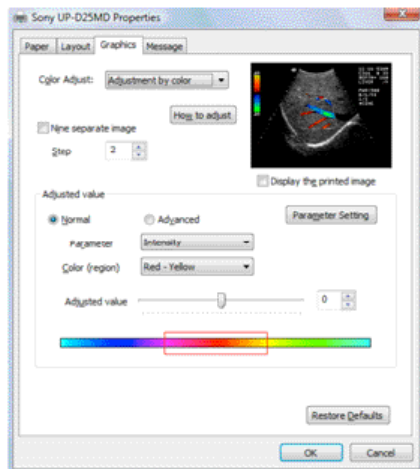 Sony UP-D25MD Properties
Paper Layout Graphics Message
Color Adjust: Adjustment by color
How to adjust
Nine separate image
Step 2
Display the printed image
Adjusted value
Normal Advanced Parameter Setting
Parameter Intensity
Color (region) Red - Yellow
Adjusted value 0
Restore Defaults
OK Cancel